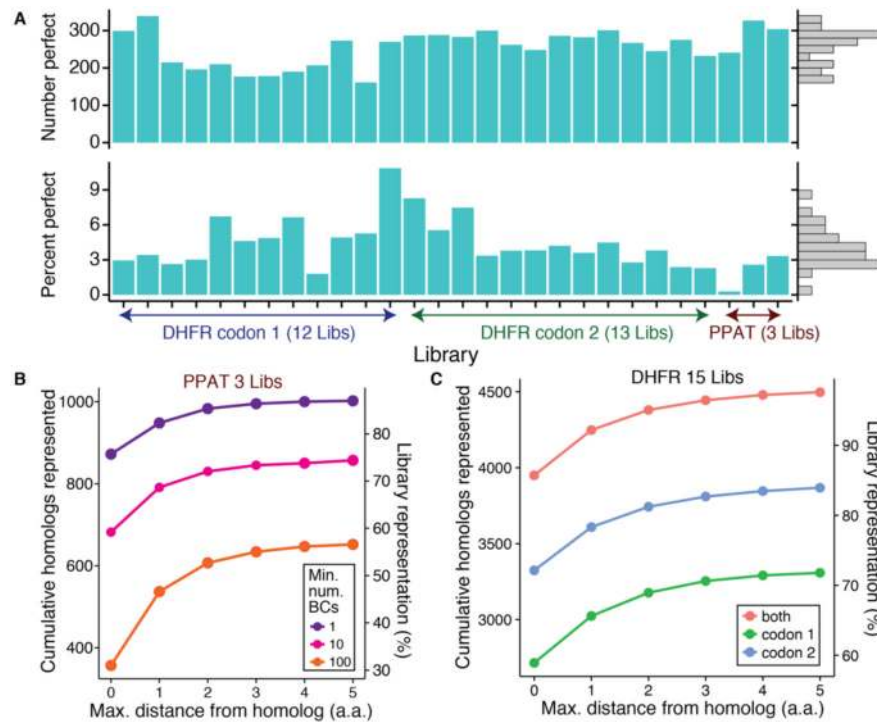 A
Number perfect
300
200
100
0
Percent perfect
9
6
3
0
DHFR codon 1 (12 Libs)
DHFR codon 2 (13 Libs)
PPAT (3 Libs)
Library
B
PPAT 3 Libs
Cumulative homologs represented
1000
800
600
400
80
70
60
50
40
30
Library representation (%)
Min.
num.
BCs
1
10
100
0 1 2 3 4 5
Max. distance from homolog (a.a.)
C
DHFR 15 Libs
Cumulative homologs represented
4500
4000
3500
3000
90
80
70
60
Library representation (%)
both
codon 1
codon 2
0 1 2 3 4 5
Max. distance from homolog (a.a.)